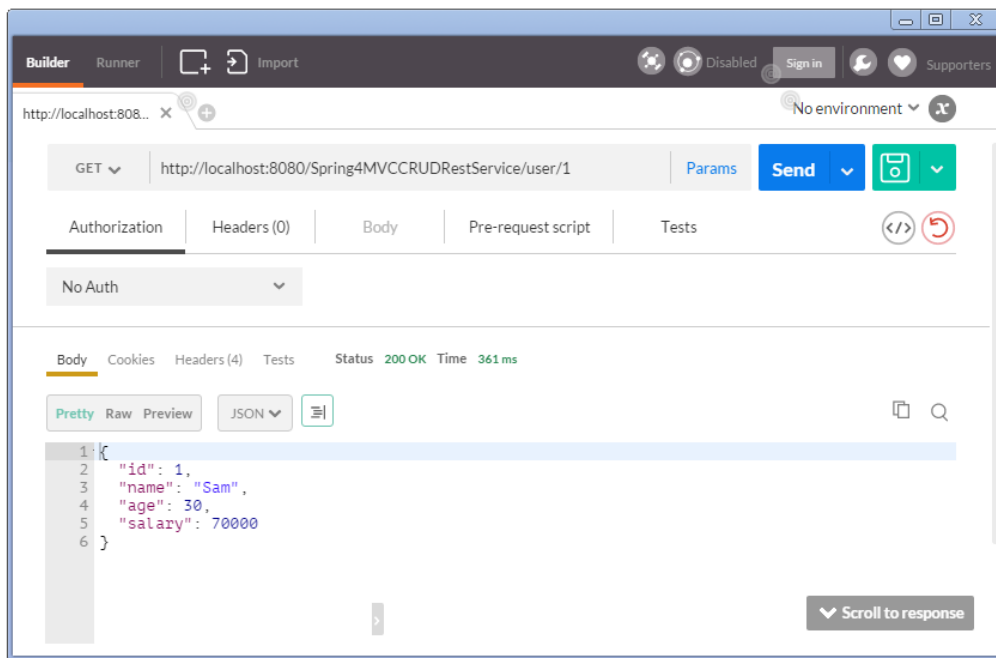 Builder Runner Import Disabled Sign in Supporters
http://localhost:808... No environment
GET http://localhost:8080/Spring4MVCCRUDRestService/user/1 Params Send
Authorization Headers (0) Body Pre-request script Tests
No Auth
Body Cookies Headers (4) Tests Status 200 OK Time 361 ms
Pretty Raw Preview JSON
1 {
2 "id": 1,
3 "name": "Sam",
4 "age": 30,
5 "salary": 70000
6 }
Scroll to response